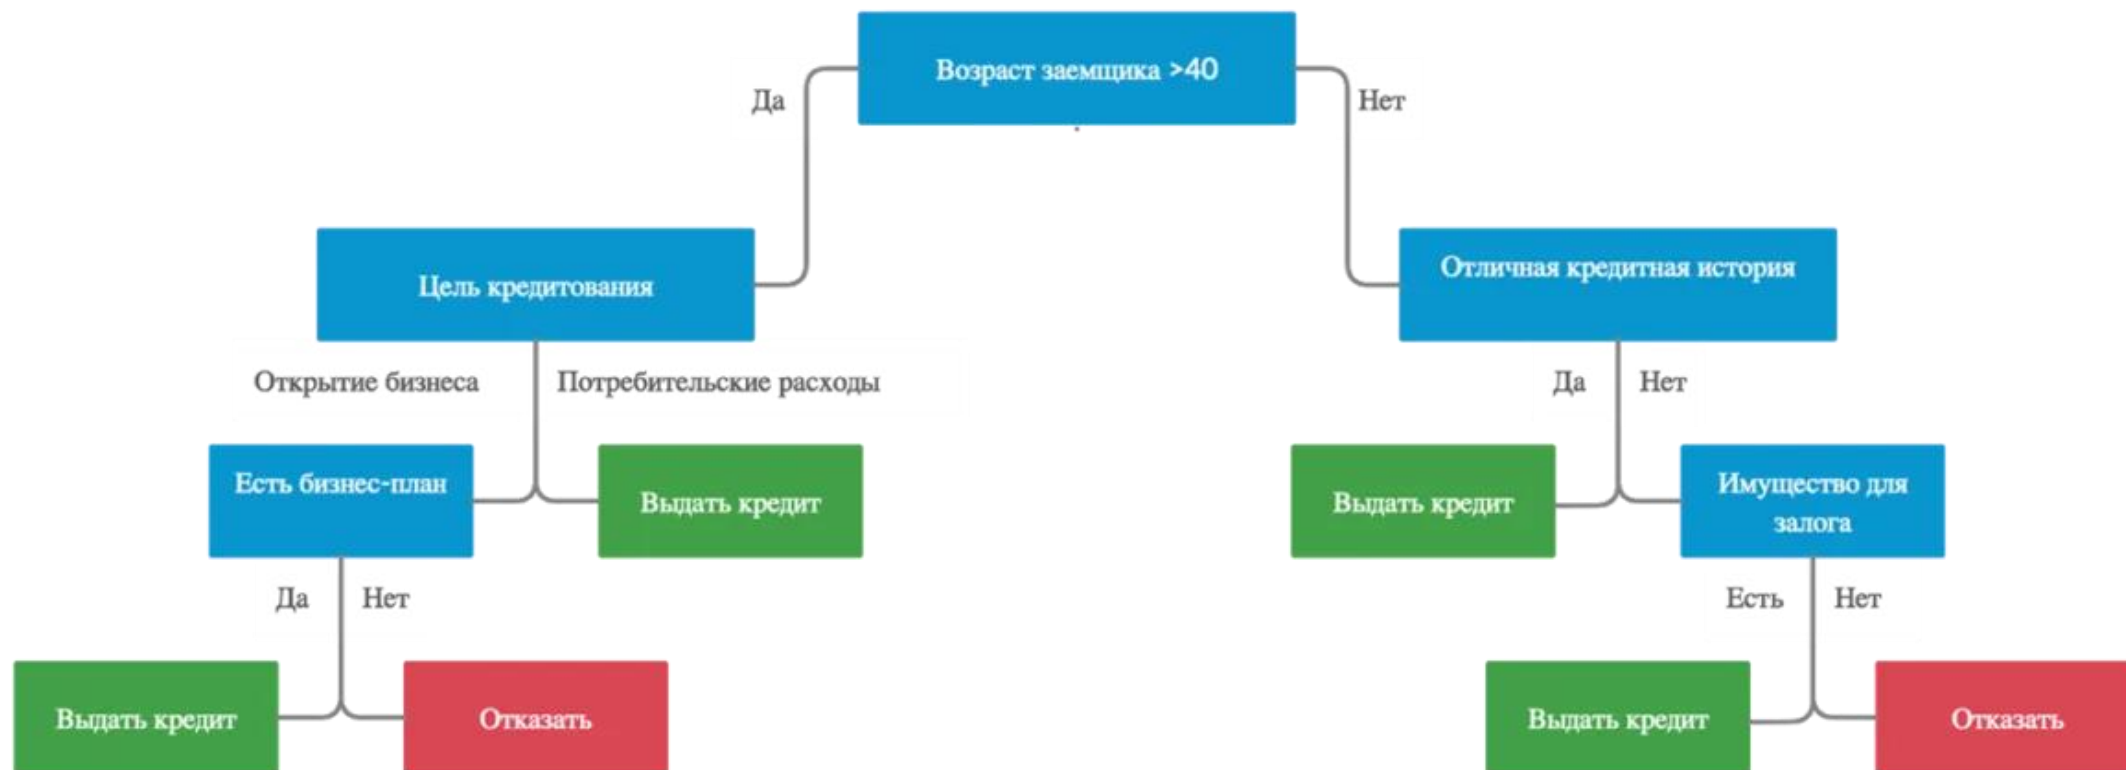 Возраст заемщика >40
Да
Нет
Цель кредитования
Отличная кредитная история
Открытие бизнеса
Потребительские расходы
Да
Нет
Есть бизнес-план
Выдать кредит
Выдать кредит
Имущество для
залога
Да
Нет
Есть
Нет
Выдать кредит
Отказать
Выдать кредит
Отказать